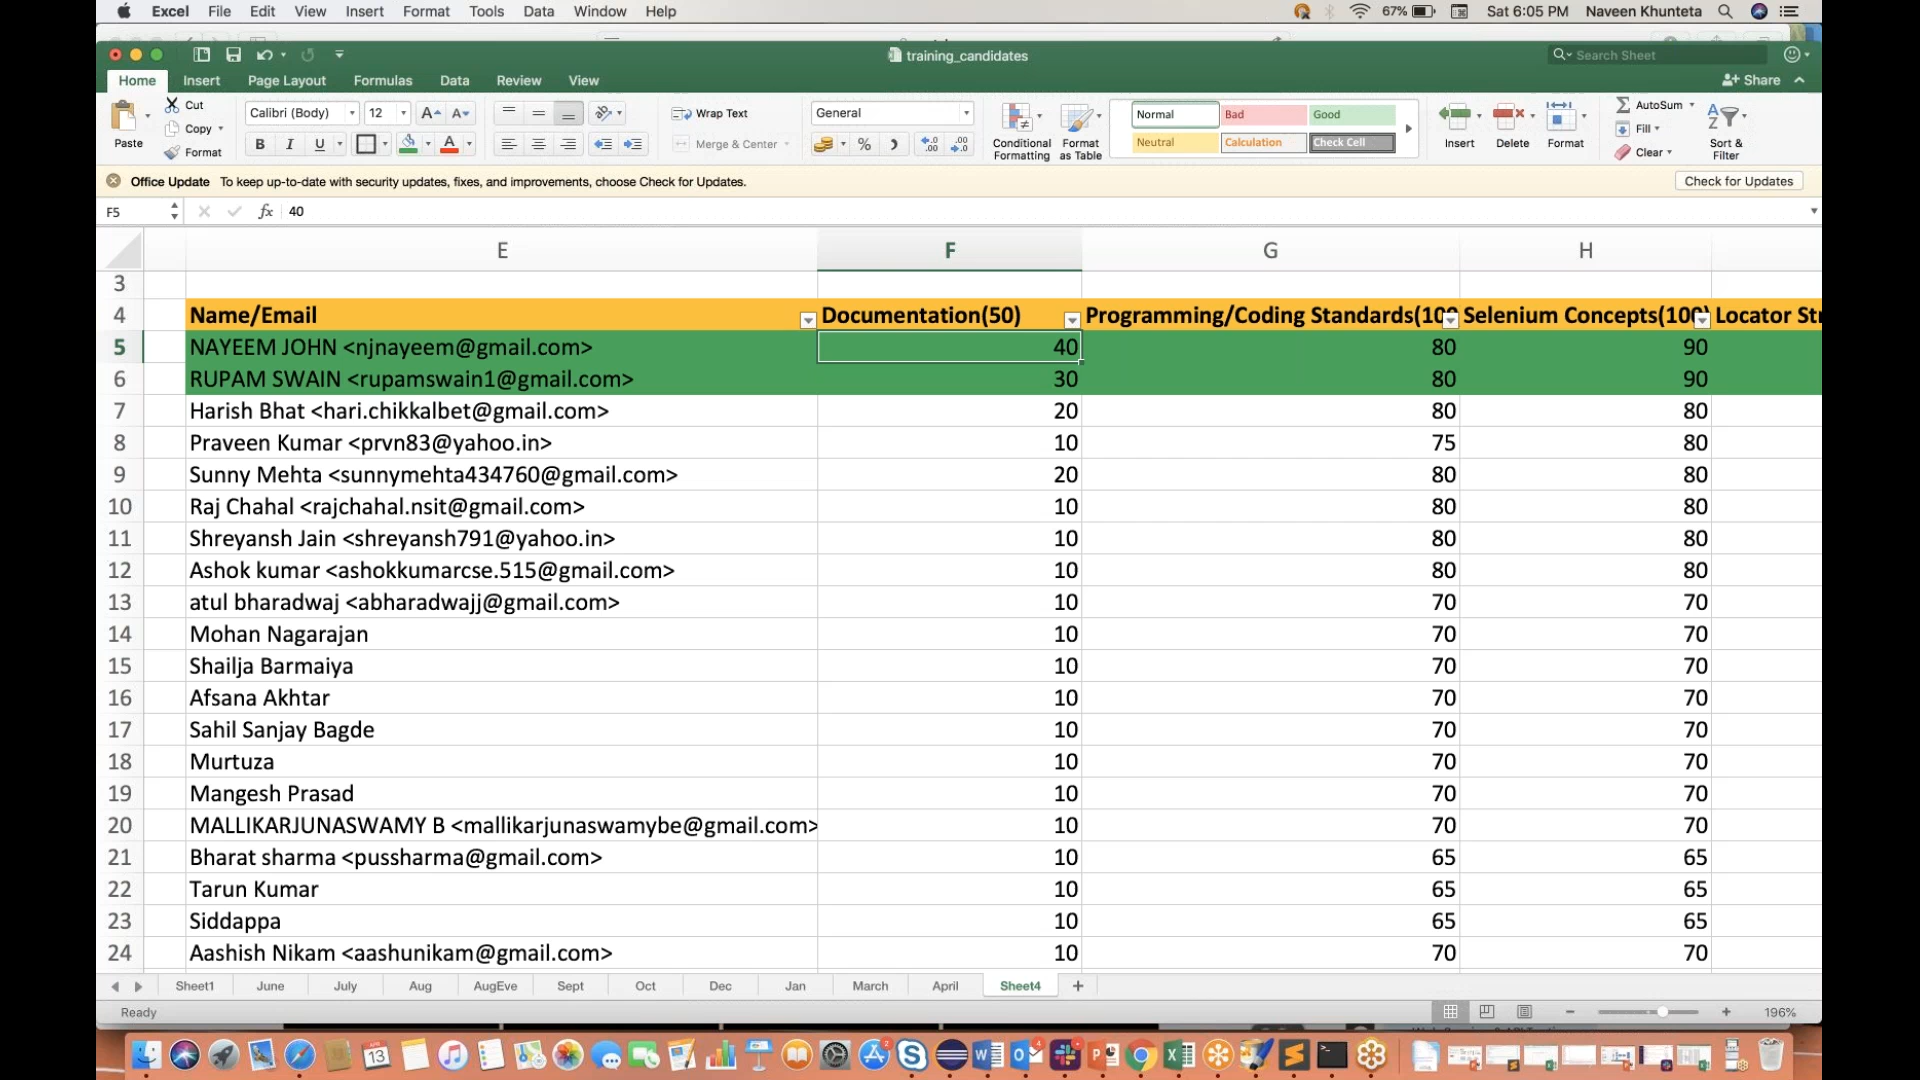 Excel File Edit View Insert Format Tools Data Window Help 67% Sat 6:05 PM Naveen Khunteta
training_candidates Search Sheet
Home Insert Page Layout Formulas Data Review View Share
Cut Calibri (Body) 12 Wrap Text General Normal Bad Good AutoSum
Copy Fill
Paste Format B I U Merge & Center % Conditional Formatting Format as Table Neutral Calculation Check Cell Insert Delete Format Clear Sort & Filter
Office Update To keep up-to-date with security updates, fixes, and improvements, choose Check for Updates. Check for Updates
F5 fx 40
E F G H
3
4 Name/Email Documentation(50) Programming/Coding Standards(100 Selenium Concepts(100) Locator Str
5 NAYEEM JOHN <njnayeem@gmail.com> 40 80 90
6 RUPAM SWAIN <rupamswain1@gmail.com> 30 80 90
7 Harish Bhat <hari.chikkalbet@gmail.com> 20 80 80
8 Praveen Kumar <prvn83@yahoo.in> 10 75 80
9 Sunny Mehta <sunnymehta434760@gmail.com> 20 80 80
10 Raj Chahal <rajchahal.nsit@gmail.com> 10 80 80
11 Shreyansh Jain <shreyansh791@yahoo.in> 10 80 80
12 Ashok kumar <ashokkumarcse.515@gmail.com> 10 80 80
13 atul bharadwaj <abharadwajj@gmail.com> 10 70 70
14 Mohan Nagarajan 10 70 70
15 Shailja Barmaiya 10 70 70
16 Afsana Akhtar 10 70 70
17 Sahil Sanjay Bagde 10 70 70
18 Murtuza 10 70 70
19 Mangesh Prasad 10 70 70
20 MALLIKARJUNASWAMY B <mallikarjunaswamybe@gmail.com> 10 70 70
21 Bharat sharma <pussharma@gmail.com> 10 65 65
22 Tarun Kumar 10 65 65
23 Siddappa 10 65 65
24 Aashish Nikam <aashunikam@gmail.com> 10 70 70
Sheet1 June July Aug AugEve Sept Oct Dec Jan March April Sheet4 +
Ready 196%